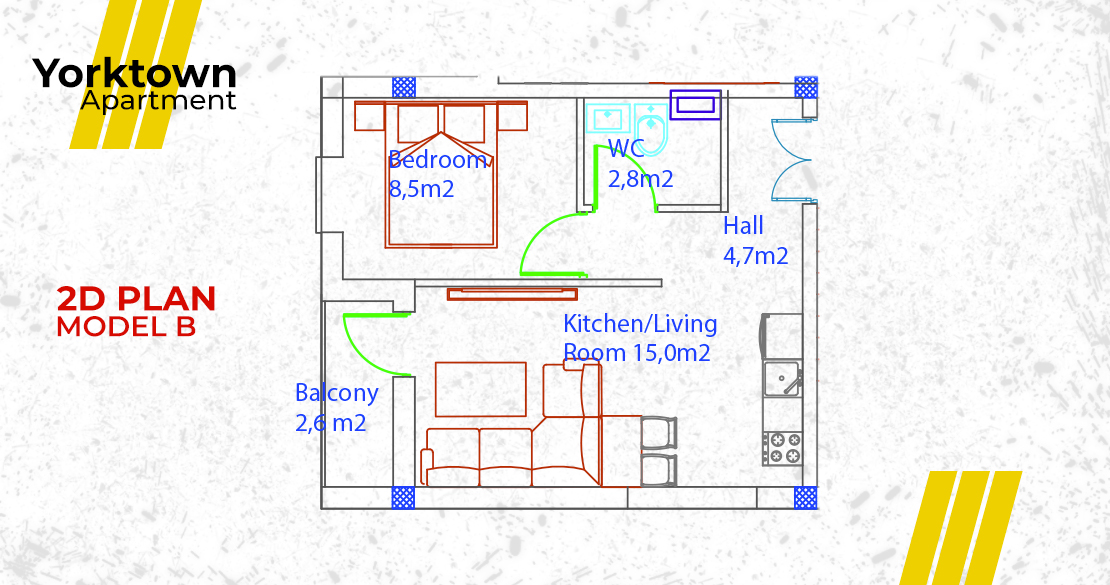 Yorktown
Apartment
Bedroom
8,5m2
WC
2,8m2
Hall
4,7m2
2D PLAN
MODEL B
Kitchen/Living
Room 15,0m2
Balcony
2,6 m2